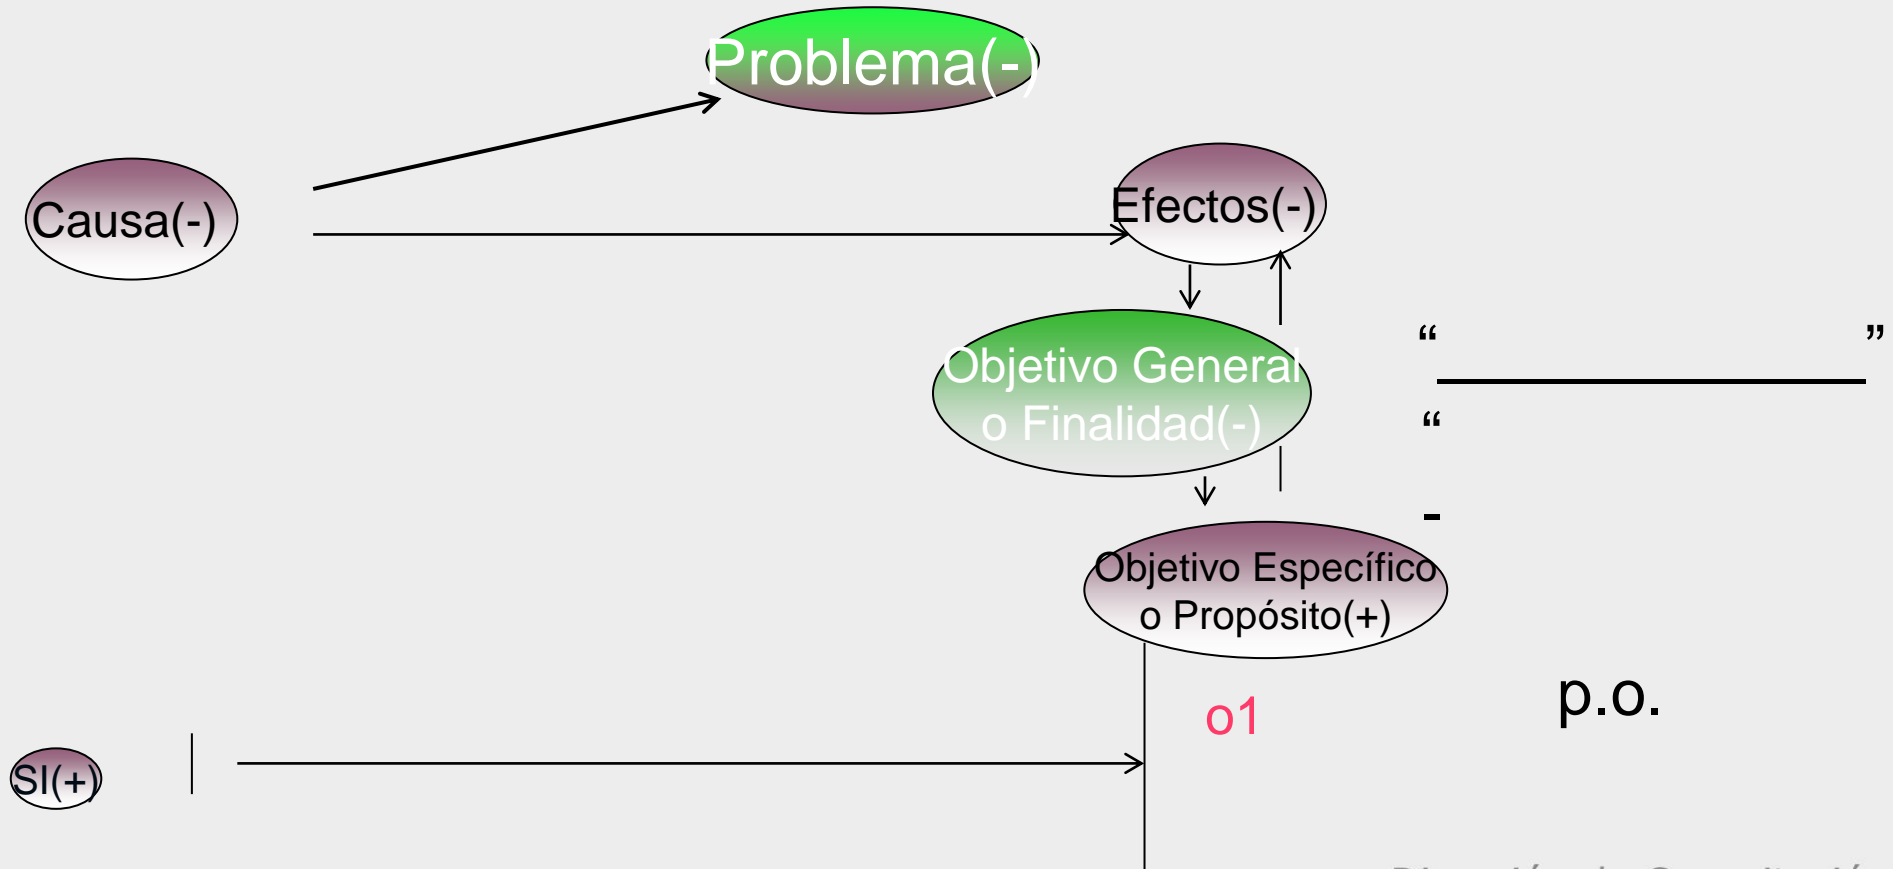 Problema(-)
Causa(-)
Efectos(-)
“ ”
Objetivo General
o Finalidad(-)
“
-
Objetivo Específico
o Propósito(+)
o1
p.o.
SI(+)